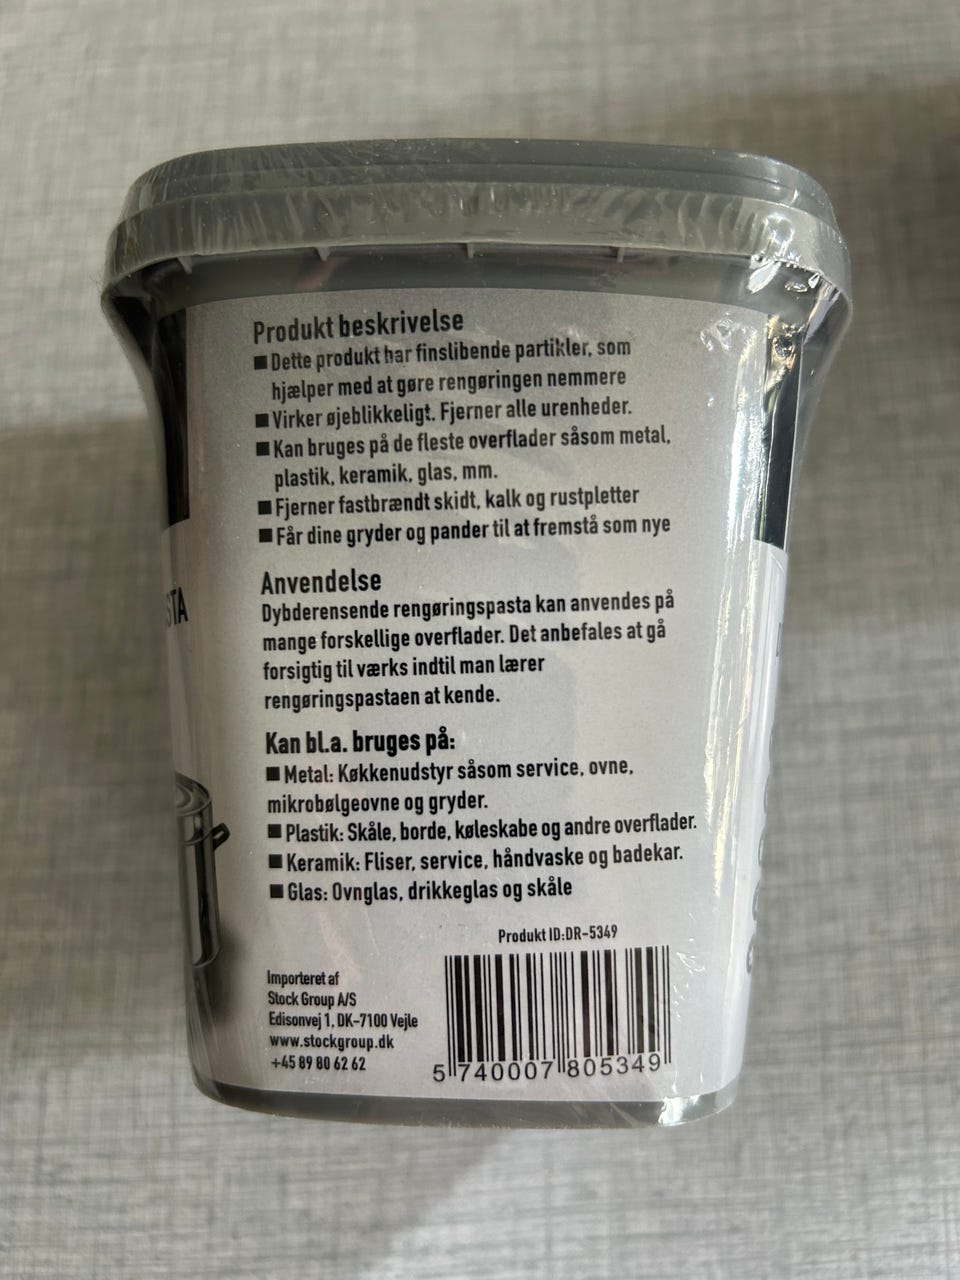 Produkt beskrivelse
■ Dette produkt har finslibende partikler, som
hjælper med at gøre rengøringen nemmere
■ Virker øjeblikkeligt. Fjerner alle urenheder.
■ Kan bruges på de fleste overflader såsom metal,
plastik, keramik, glas, mm.
■ Fjerner fastbrændt skidt, kalk og rustpletter
■ Får dine gryder og pander til at fremstå som nye
Anvendelse
Dybderensende rengøringspasta kan anvendes på
mange forskellige overflader. Det anbefales at gå
forsigtig til værks indtil man lærer
rengøringspastaen at kende.
Kan bl.a. bruges på:
■ Metal: Køkkenudstyr såsom service, ovne,
mikrobølgeovne og gryder.
■ Plastik: Skåle, borde, køleskabe og andre overflader.
■ Keramik: Fliser, service, håndvaske og badekar.
■ Glas: Ovnglas, drikkeglas og skåle
Produkt ID:DR-5349
Importeret af
Stock Group A/S
Edisonvej 1, DK-7100 Vejle
www.stockgroup.dk
+45 89 80 62 62
5 740007 805349
STA